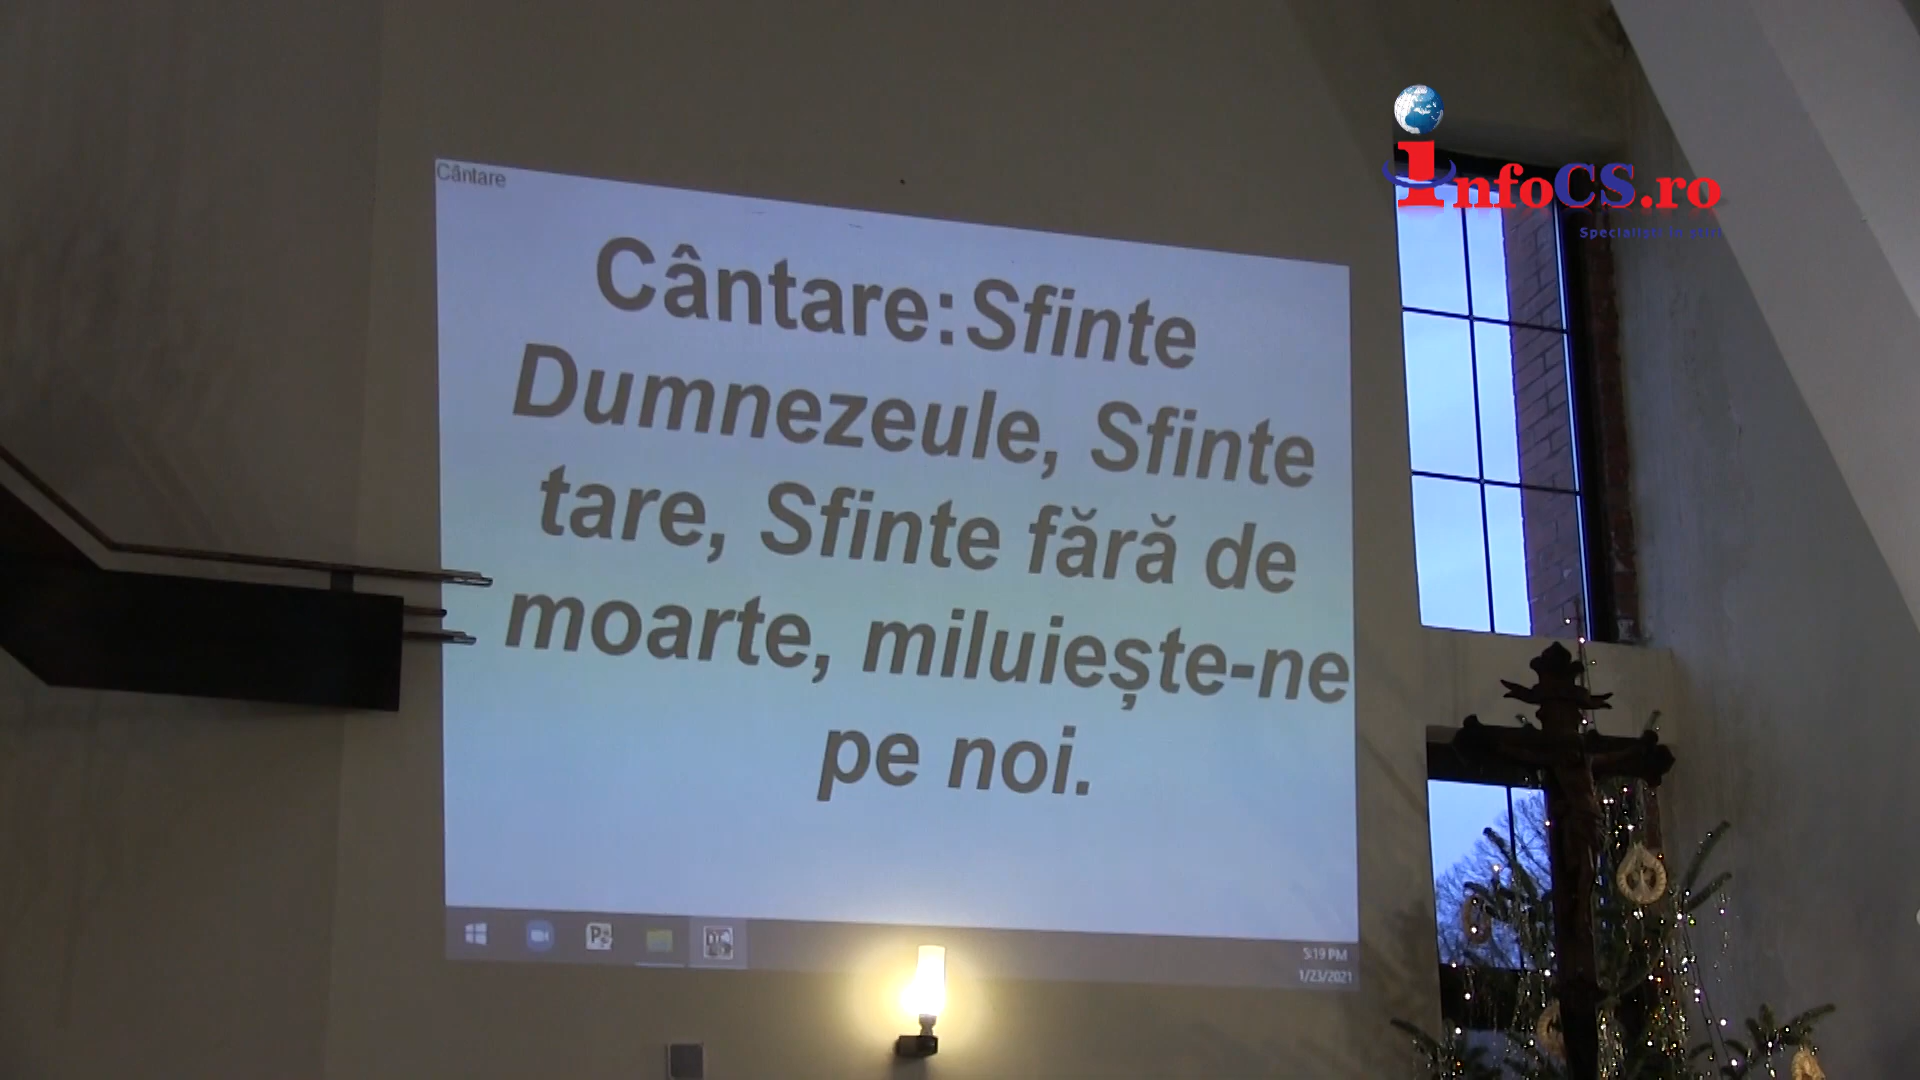 infoCS.ro
Cântare
Cântare:Sfinte
Dumnezeule, Sfinte
tare, Sfinte fără de
moarte, miluiește-ne
pe noi.
5:19 PM
1/23/2021